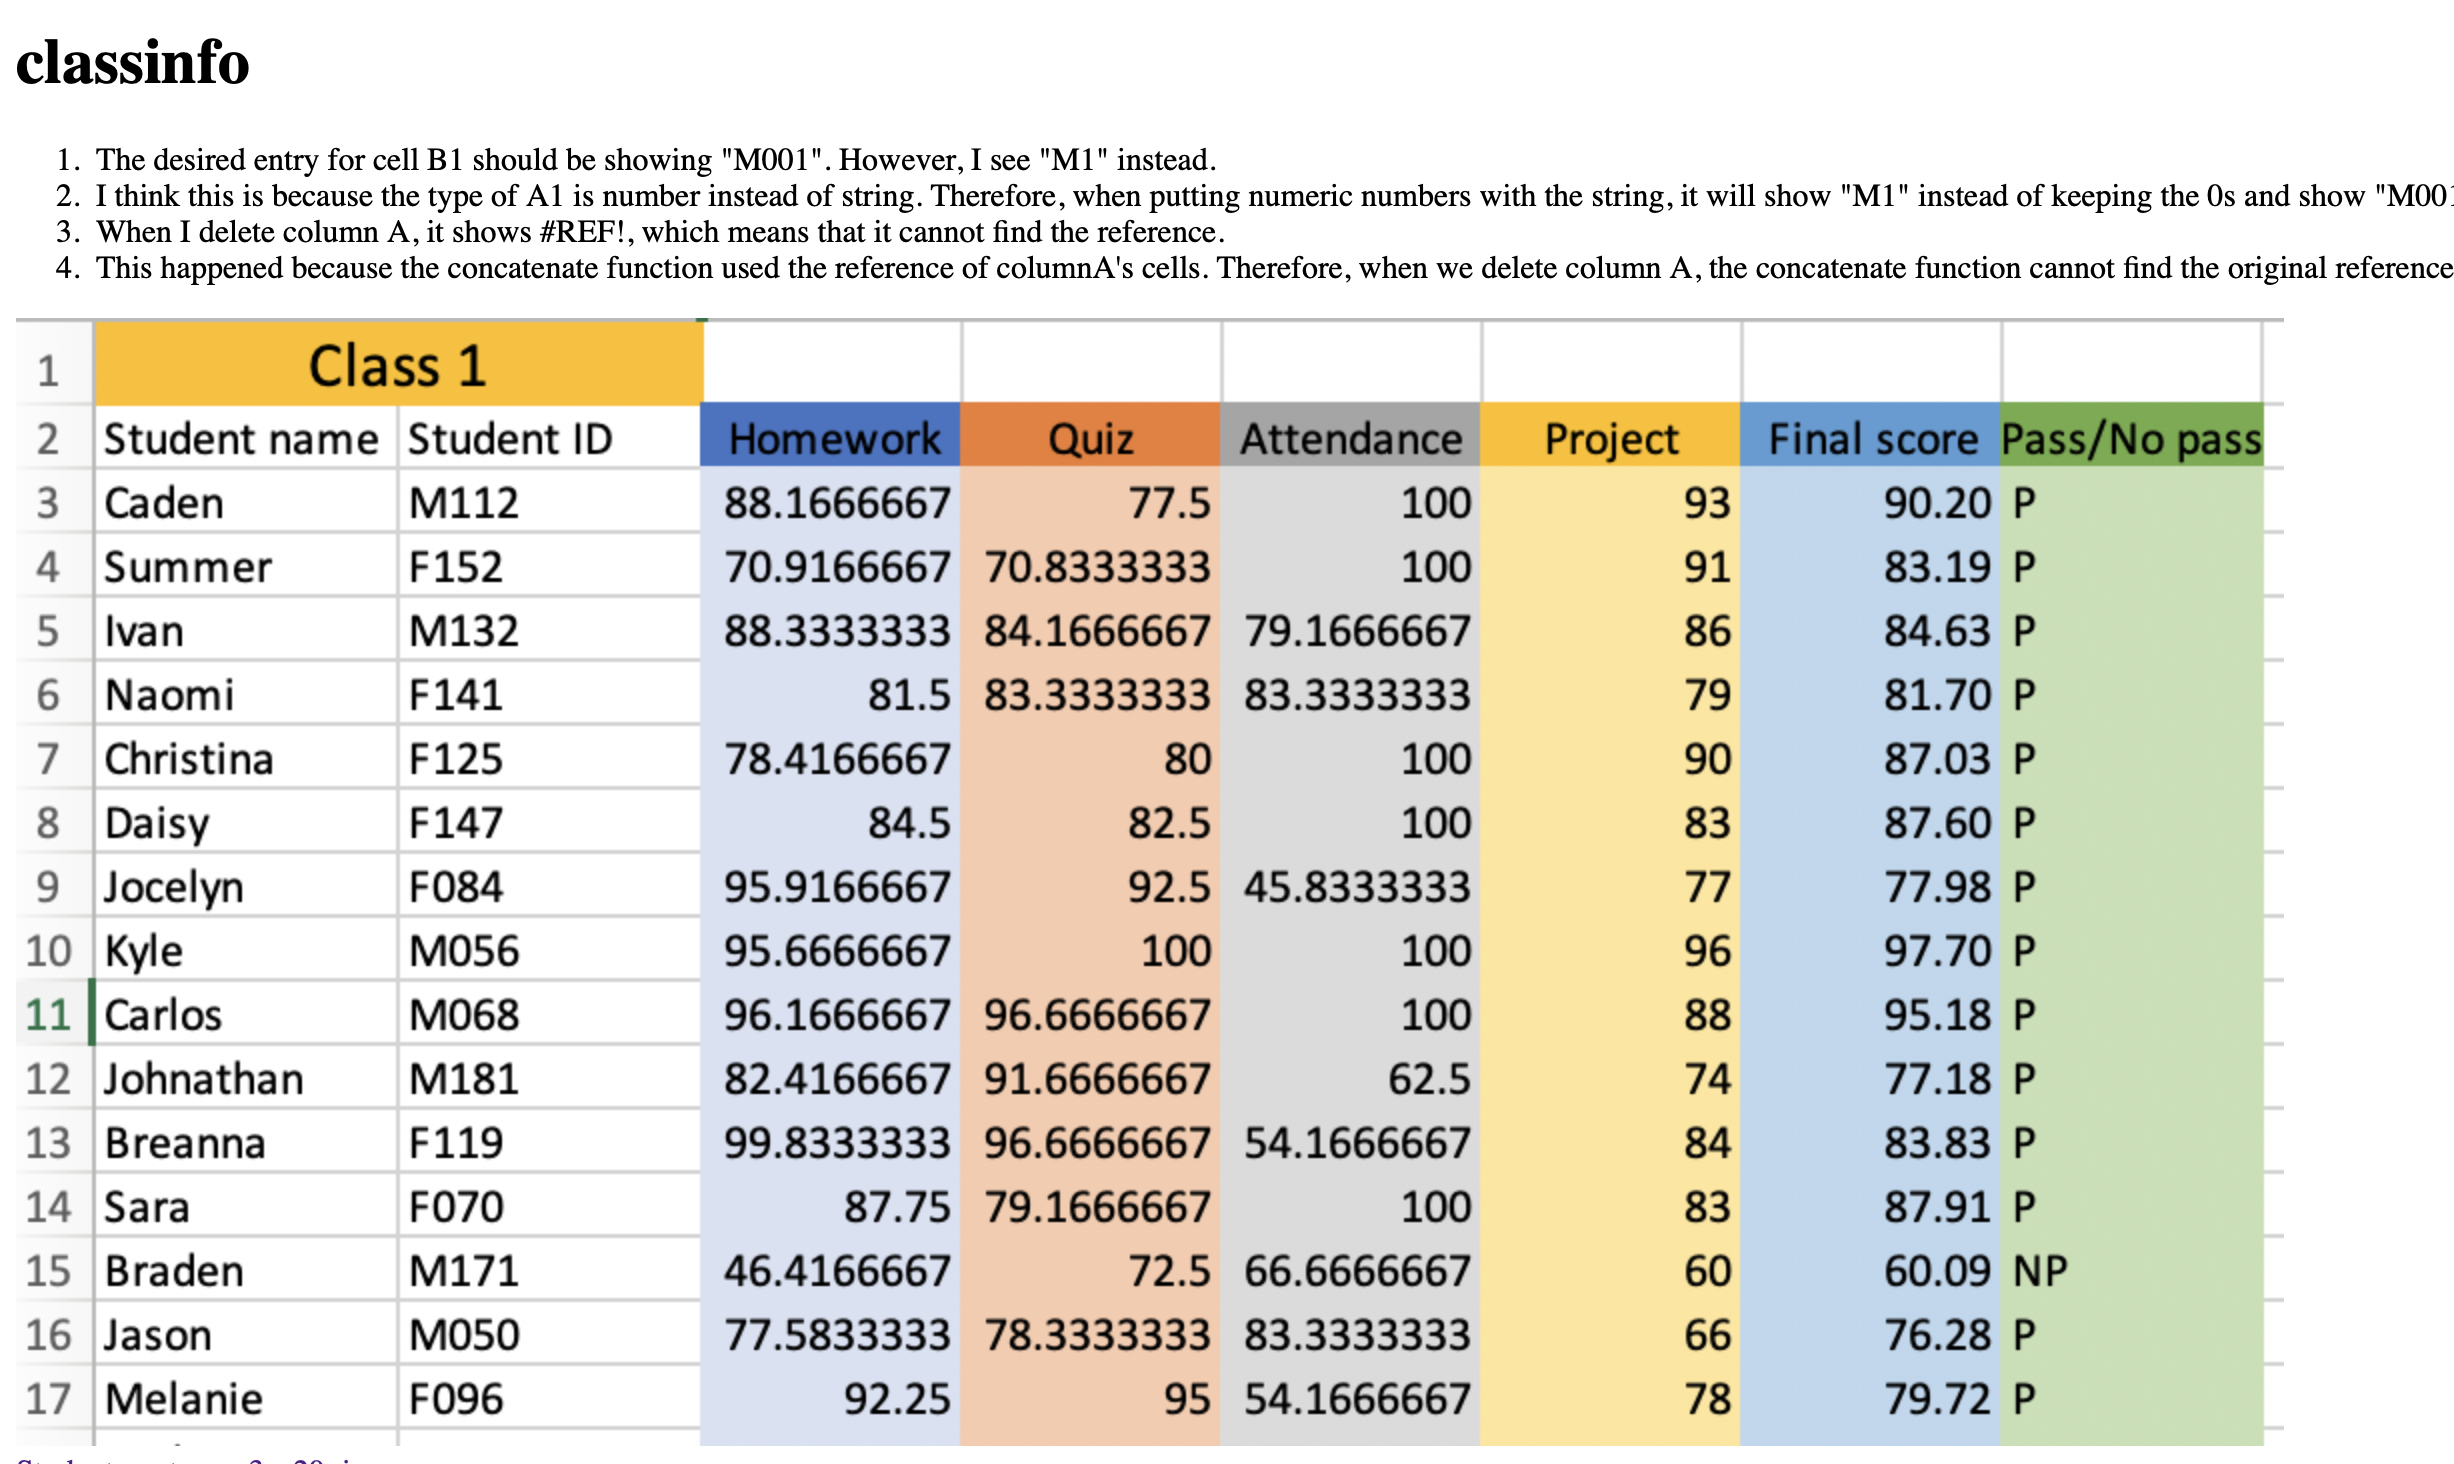 classinfo
1. The desired entry for cell B1 should be showing "M001". However, I see "M1" instead.
2. I think this is because the type of A1 is number instead of string. Therefore, when putting numeric numbers with the string, it will show "M1" instead of keeping the 0s and show
3. When I delete column A, it shows #REF!, which means that it cannot find the reference.
4. This happened because the concatenate function used the reference of columnA's cells. Therefore, when we delete column A, the concatenate function cannot find the original reference
1 Class 1
2 Student name Student ID Homework Quiz Attendance Project Final score Pass/No pass
3 Caden M112 88.1666667 77.5 100 93 90.20 P
4 Summer F152 70.9166667 70.8333333 100 91 83.19 P
5 Ivan M132 88.3333333 84.1666667 79.1666667 86 84.63 P
6 Naomi F141 81.5 83.3333333 83.3333333 79 81.70 P
7 Christina F125 78.4166667 80 100 90 87.03 P
8 Daisy F147 84.5 82.5 100 83 87.60 P
9 Jocelyn F084 95.9166667 92.5 45.8333333 77 77.98 P
10 Kyle M056 95.6666667 100 100 96 97.70 P
11 Carlos M068 96.1666667 96.6666667 100 88 95.18 P
12 Johnathan M181 82.4166667 91.6666667 62.5 74 77.18 P
13 Breanna F119 99.8333333 96.6666667 54.1666667 84 83.83 P
14 Sara F070 87.75 79.1666667 100 83 87.91 P
15 Braden M171 46.4166667 72.5 66.6666667 60 60.09 NP
16 Jason M050 77.5833333 78.3333333 83.3333333 66 76.28 P
17 Melanie F096 92.25 95 54.1666667 78 79.72 P